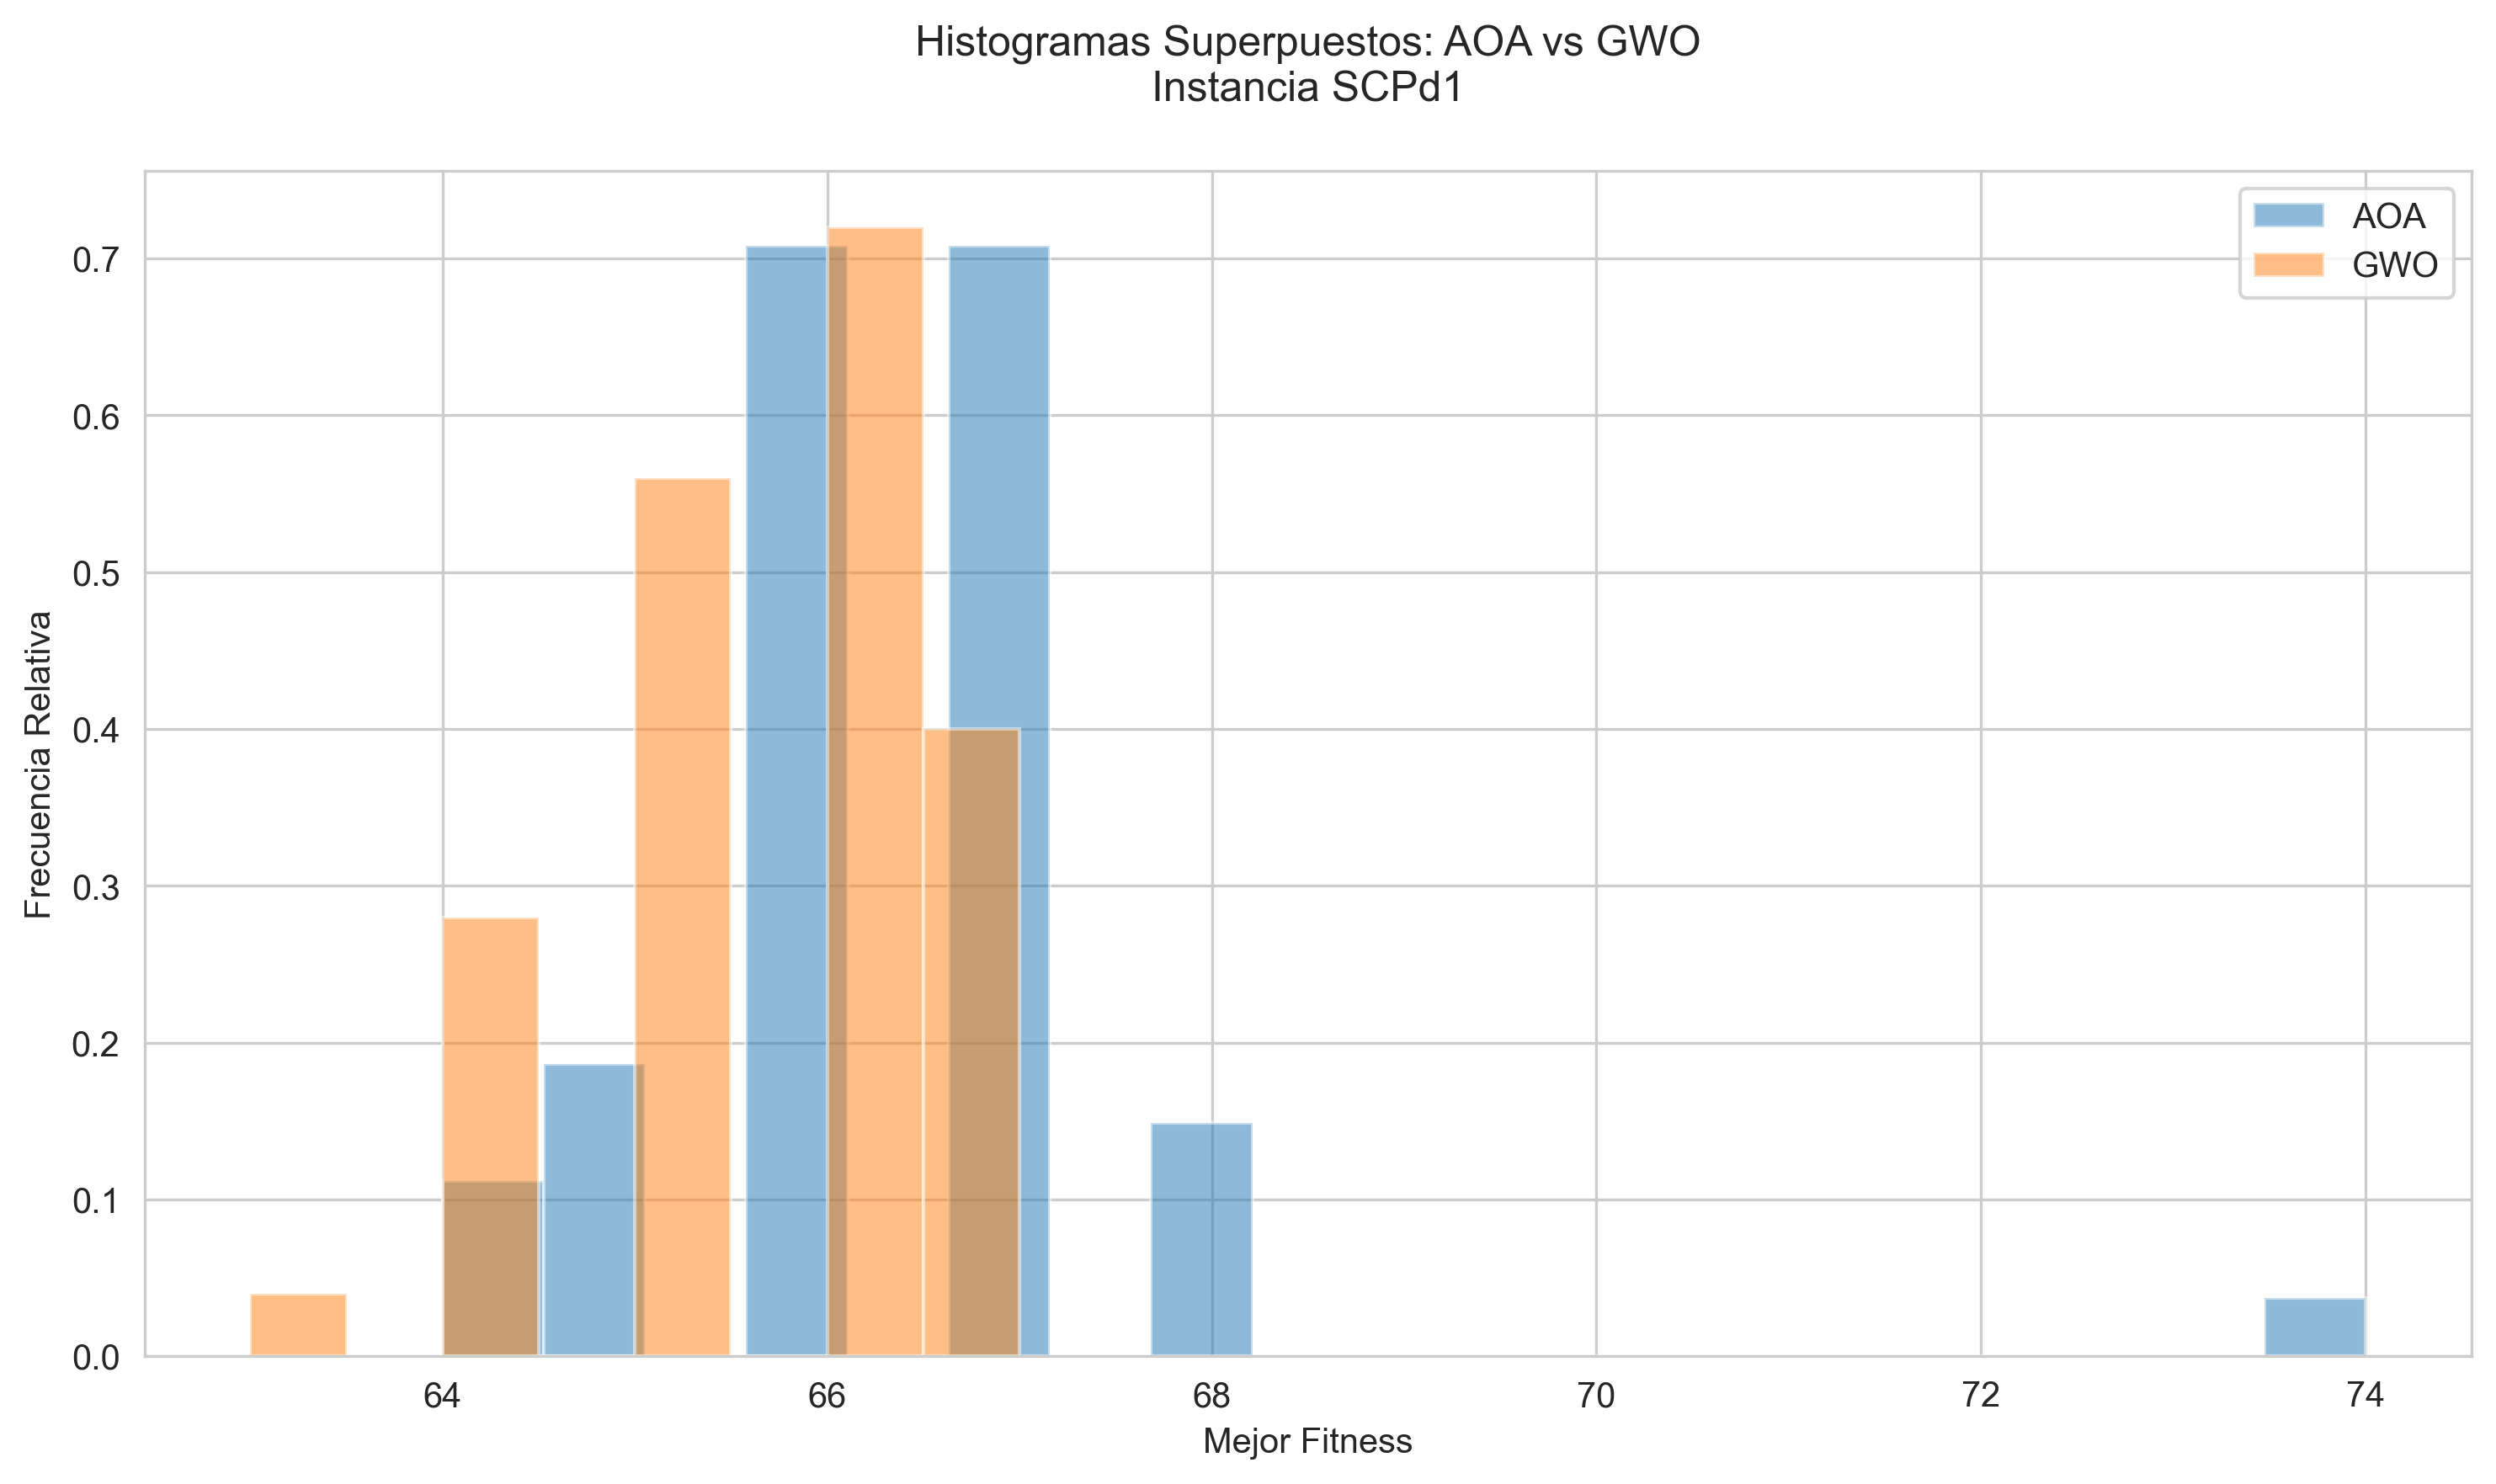 Histogramas Superpuestos: AOA vs GWO
Instancia SCPd1
AOA
GWO
Frecuencia Relativa
0.7
0.6
0.5
0.4
0.3
0.2
0.1
0.0
64
66
68
70
72
74
Mejor Fitness